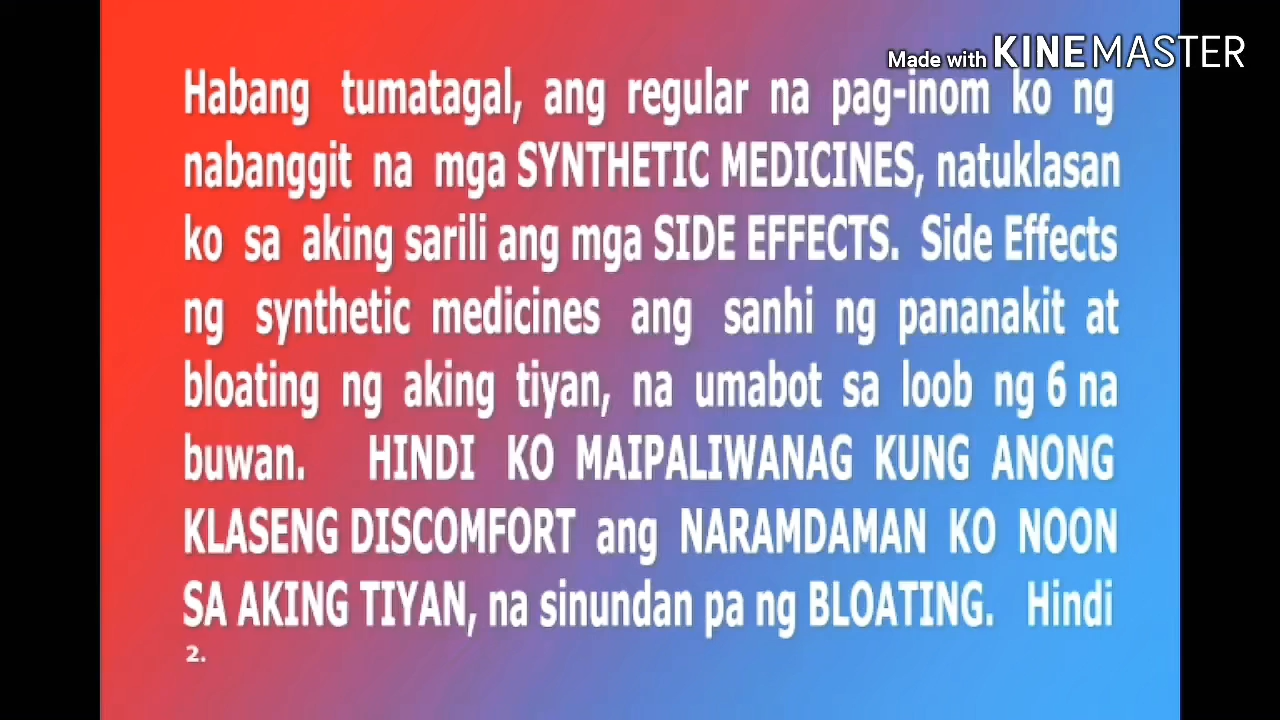 Made with KINEMASTER
Habang tumatagal, ang regular na pag-inom ko ng
nabanggit na mga SYNTHETIC MEDICINES, natuklasan
ko sa aking sarili ang mga SIDE EFFECTS. Side Effects
ng synthetic medicines ang sanhi ng pananakit at
bloating ng aking tiyan, na umabot sa loob ng 6 na
buwan. HINDI KO MAIPALIWANAG KUNG ANONG
KLASENG DISCOMFORT ang NARAMDAMAN KO NOON
SA AKING TIYAN, na sinundan pa ng BLOATING. Hindi
2.